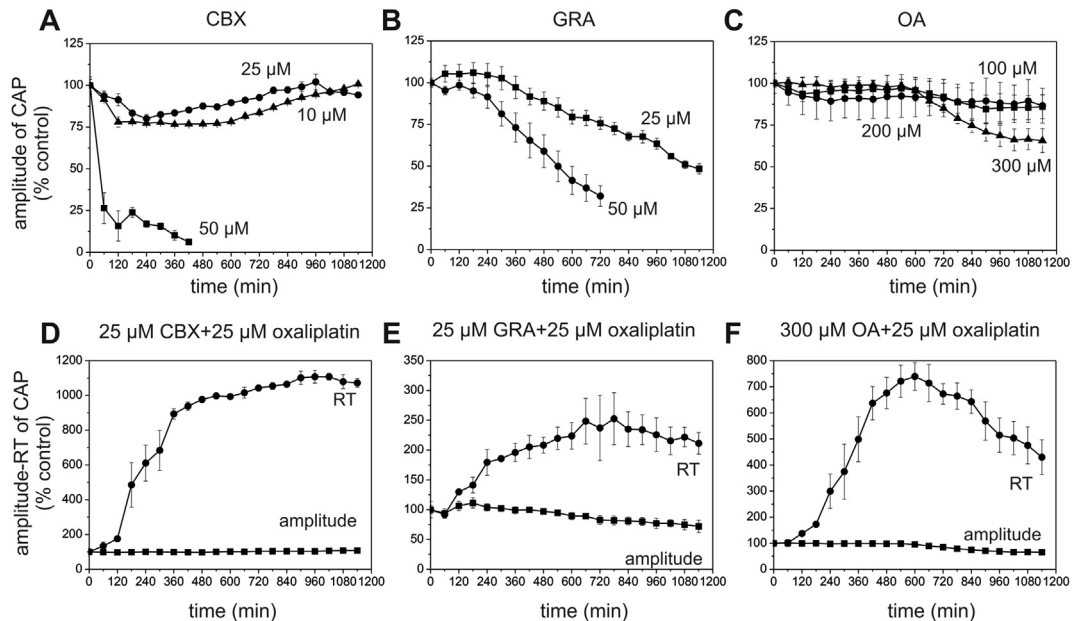 A CBX
B GRA
C OA
amplitude of CAP
(% control)
125
100
75
50
25
0
25 µM
10 µM
50 µM
0 120 240 360 480 600 720 840 960 1080 1200
time (min)
125
100
75
50
25
0
25 µM
50 µM
0 120 240 360 480 600 720 840 960 1080 1200
time (min)
125
100
75
50
25
0
100 µM
200 µM
300 µM
0 120 240 360 480 600 720 840 960 1080 1200
time (min)
D 25 µM CBX+25 µM oxaliplatin
E 25 µM GRA+25 µM oxaliplatin
F 300 µM OA+25 µM oxaliplatin
amplitude-RT of CAP
(% control)
1200
1000
800
600
400
200
0
RT
amplitude
0 120 240 360 480 600 720 840 960 1080 1200
time (min)
350
300
250
200
150
100
50
0
RT
amplitude
0 120 240 360 480 600 720 840 960 1080 1200
time (min)
800
700
600
500
400
300
200
100
0
RT
amplitude
0 120 240 360 480 600 720 840 960 1080 1200
time (min)